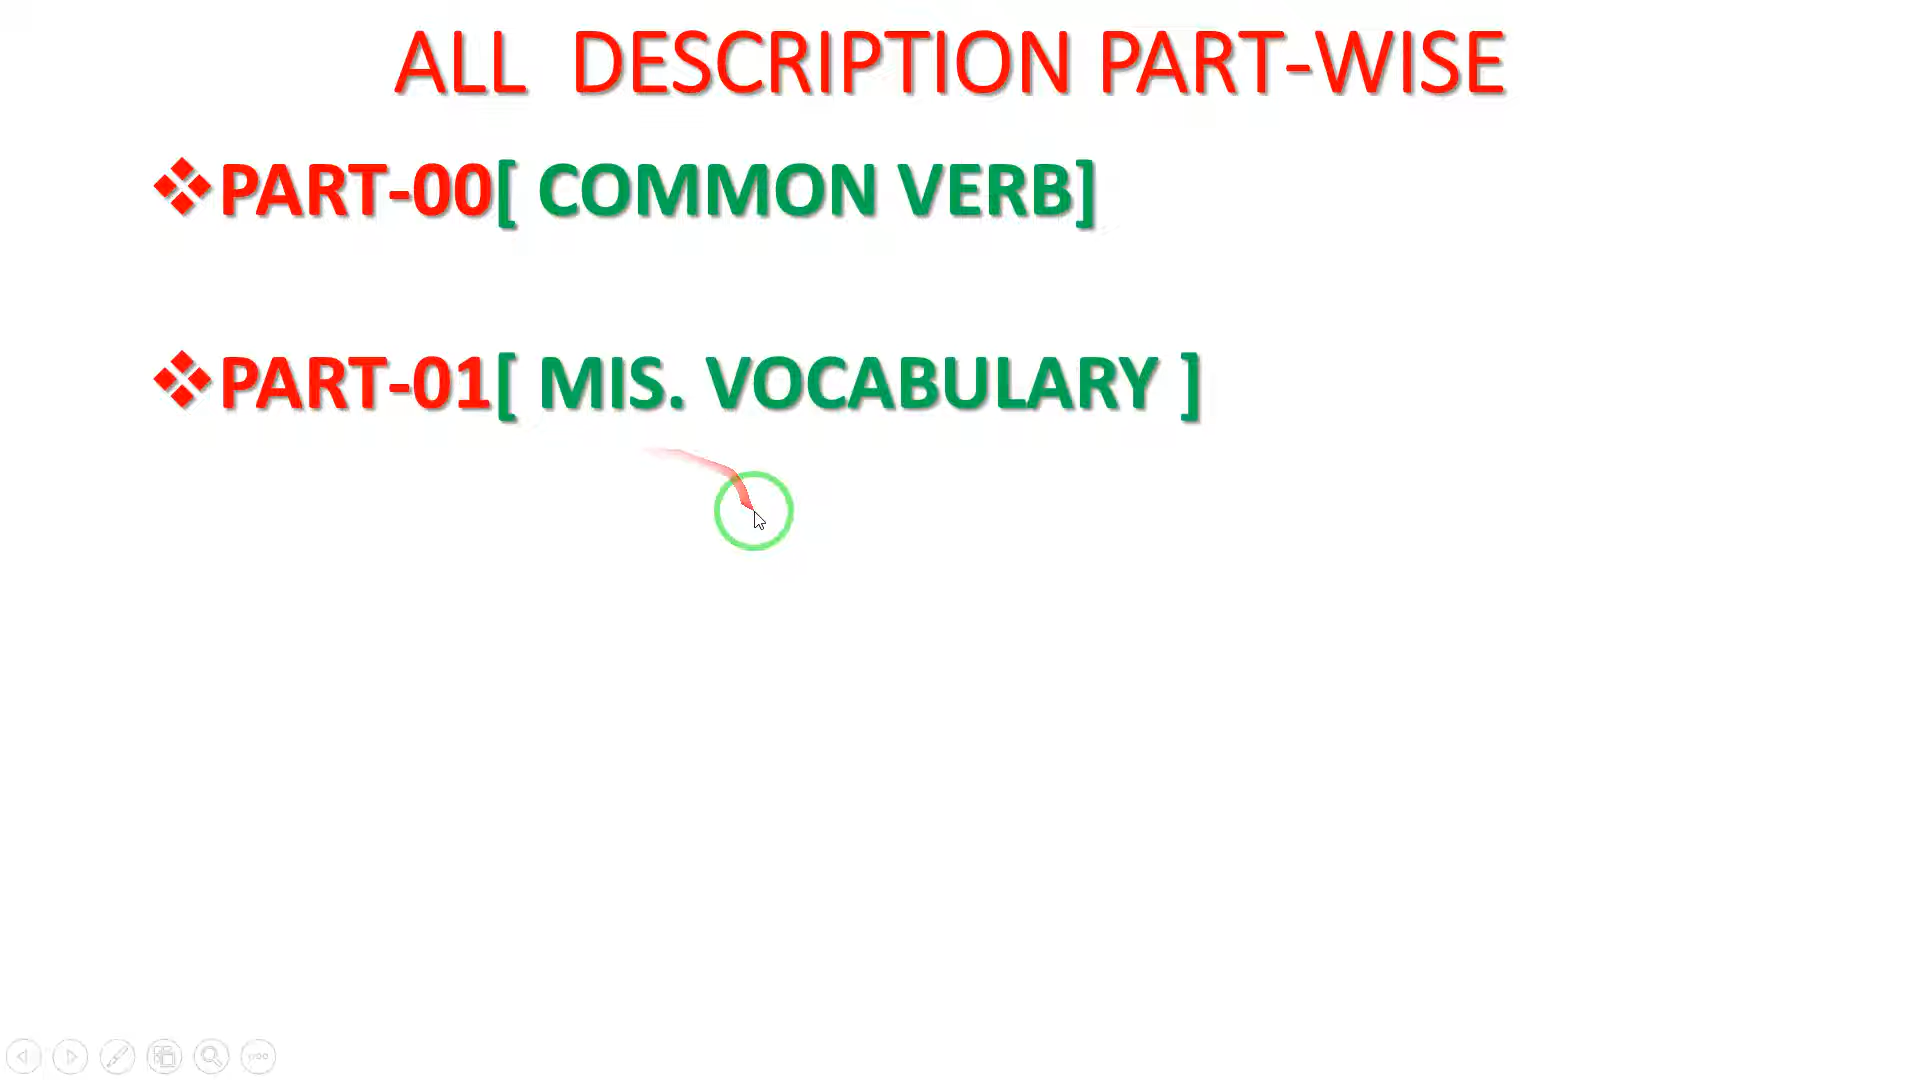 ALL DESCRIPTION PART-WISE
❖PART-00[ COMMON VERB]
❖PART-01[ MIS. VOCABULARY ]